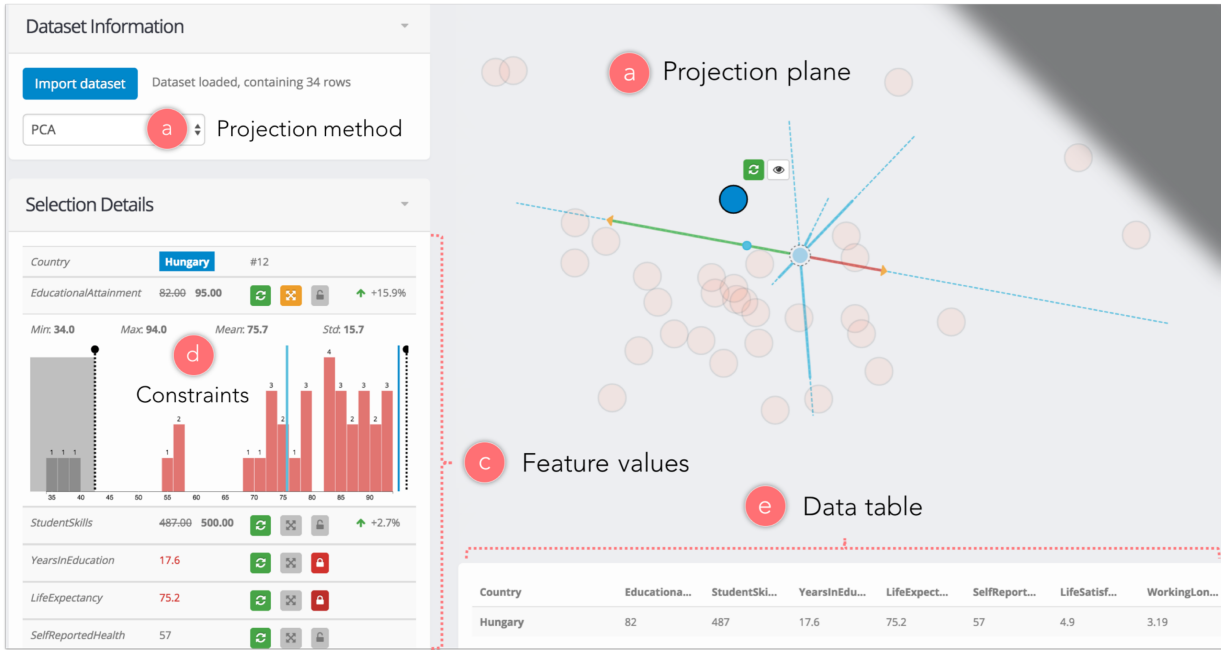 Dataset Information
Import dataset
Dataset loaded, containing 34 rows
PCA
a
Projection method
Selection Details
Country
Hungary
#12
EducationalAttainment
82.00 95.00
+15.9%
Min: 34.0
Max: 94.0
Mean: 75.7
Std: 15.7
d
Constraints
1 1 1 1 2 1 1 3 2 1 3 4 3 2 3 2 3
35 40 45 50 55 60 65 70 75 80 85 90
StudentSkills
487.00 500.00
+2.7%
YearsInEducation
17.6
LifeExpectancy
75.2
SelfReportedHealth
57
a
Projection plane
c
Feature values
e
Data table
Country Educationa... StudentSki... YearsInEdu... LifeExpect... SelfReport... LifeSatisf... WorkingLon...
Hungary 82 487 17.6 75.2 57 4.9 3.19